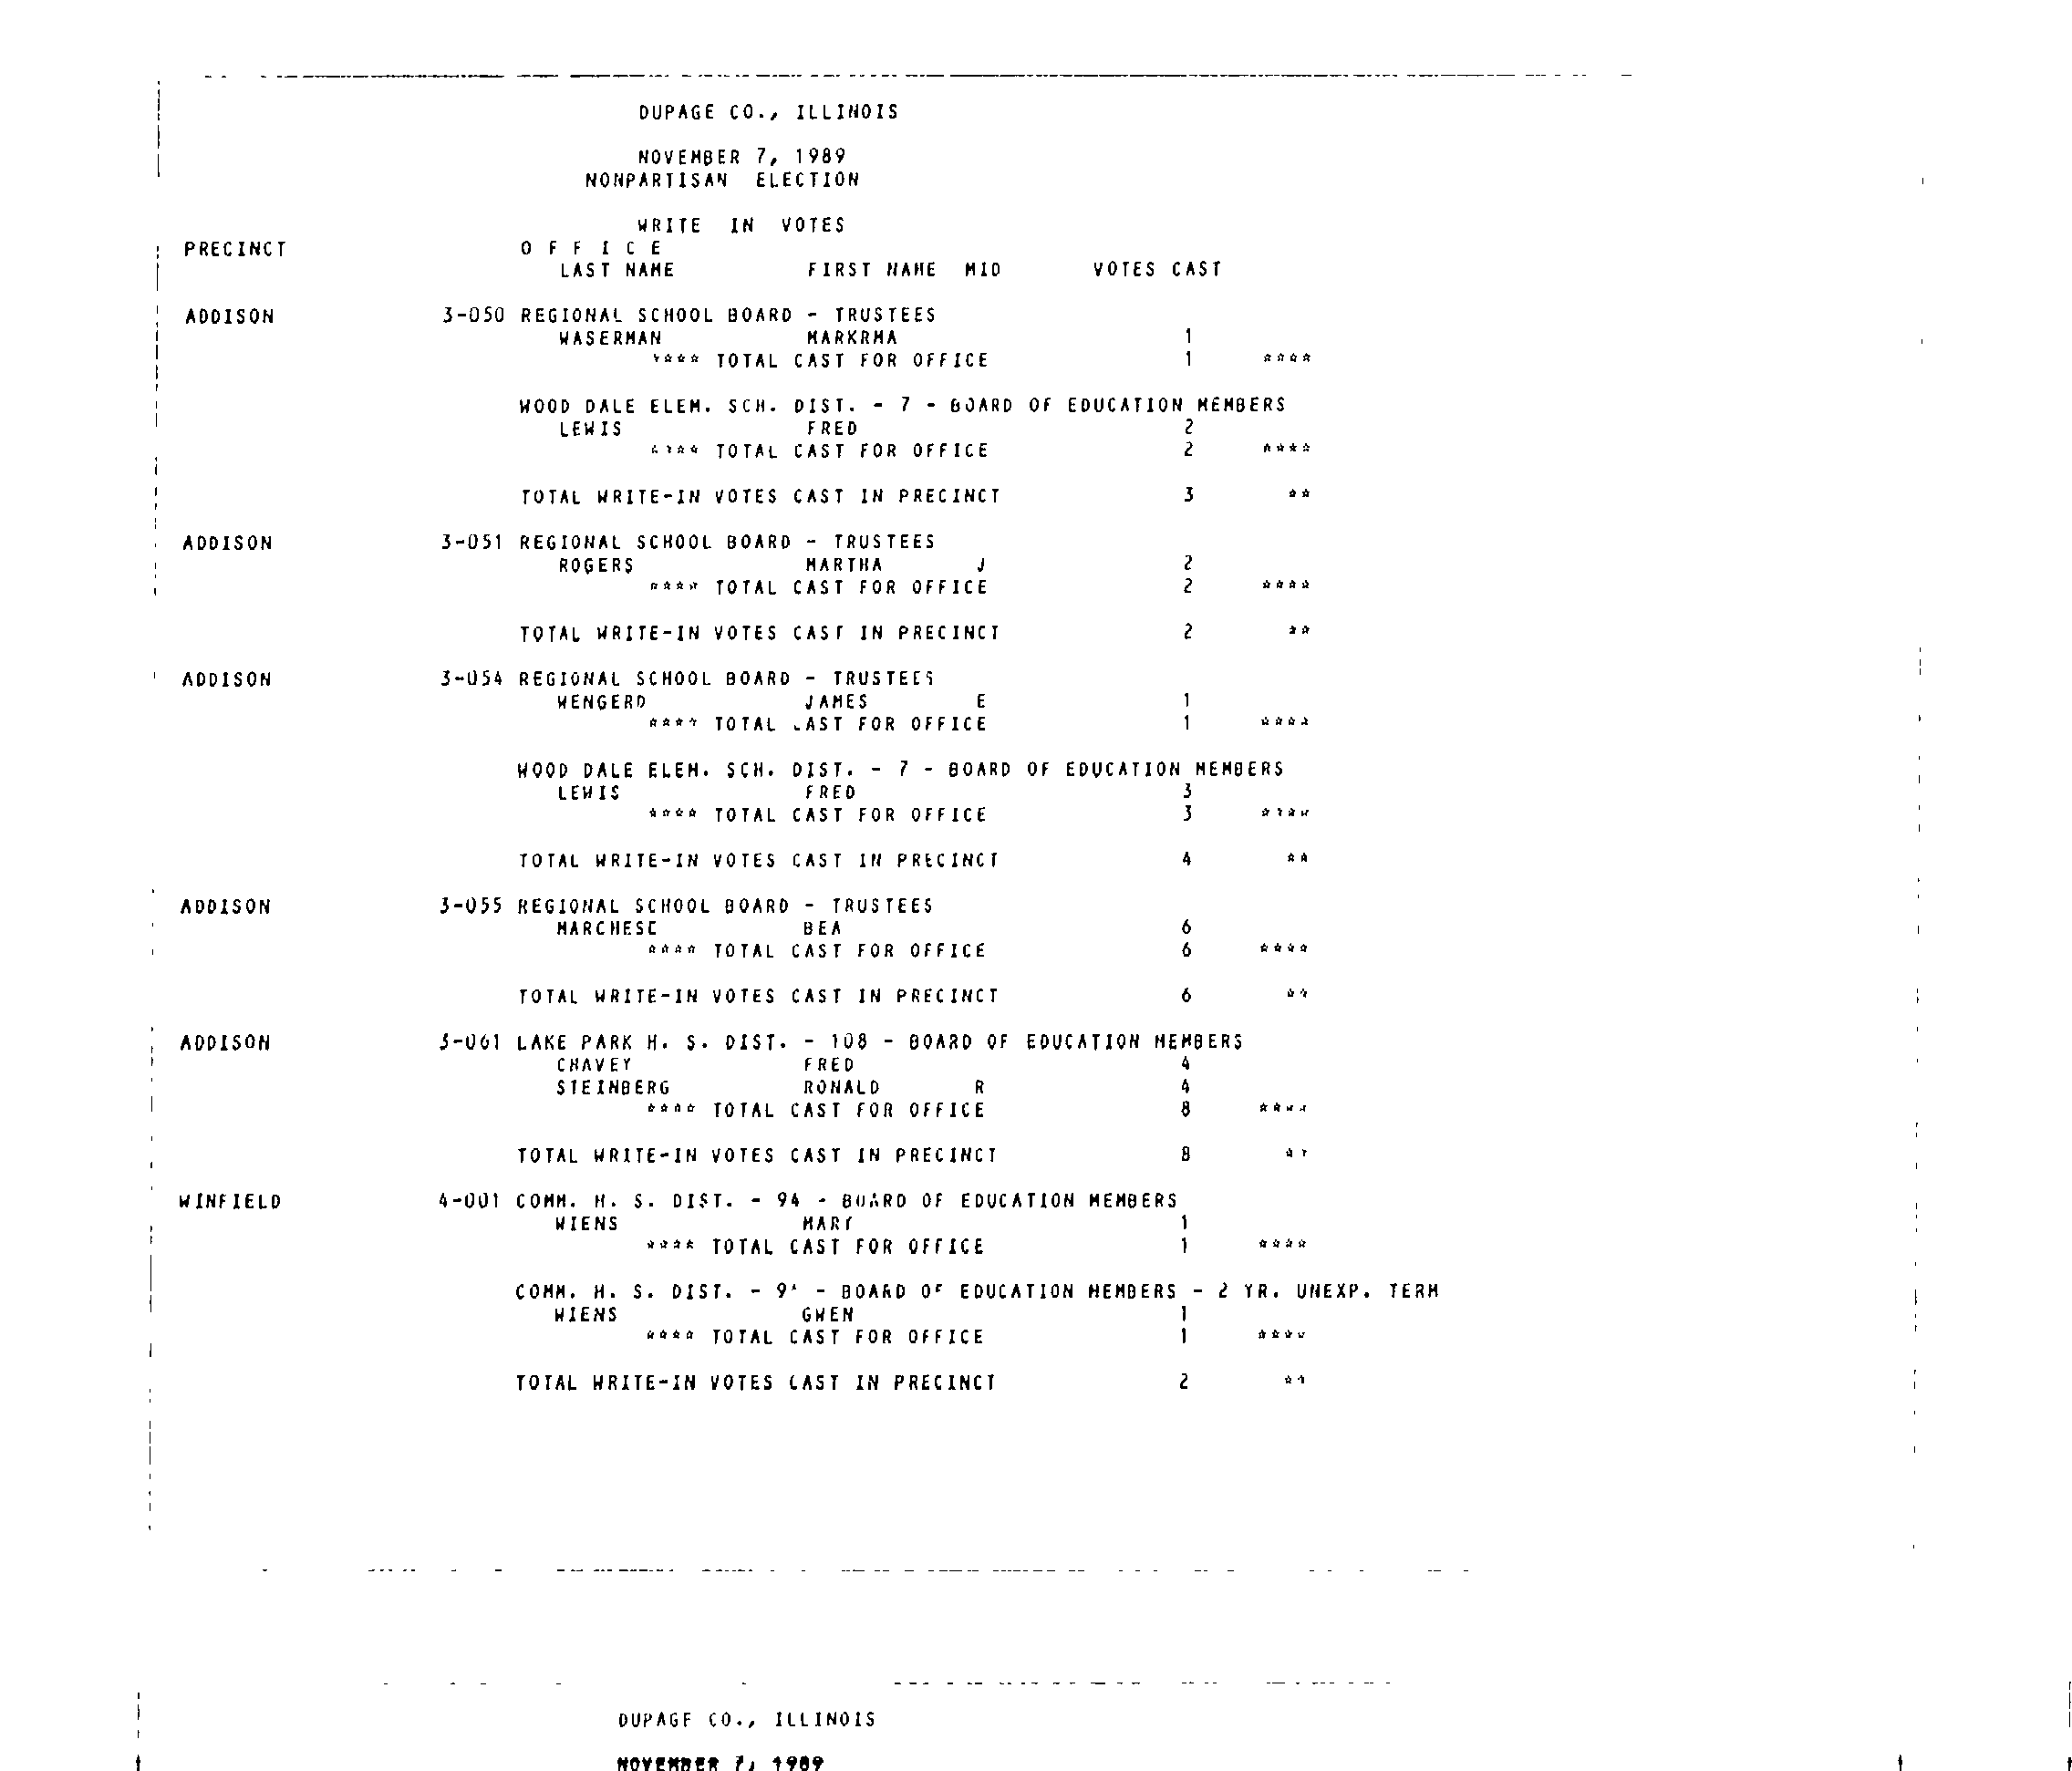 DUPAGE CO., ILLINOIS
NOVEMBER 7, 1989
NONPARTISAN ELECTION
WRITE IN VOTES
PRECINCT O F F I C E
LAST NAME FIRST NAME MID VOTES CAST
ADDISON 3-050 REGIONAL SCHOOL BOARD - TRUSTEES
WASERMAN MARKRMA 1
**** TOTAL CAST FOR OFFICE 1 ****
WOOD DALE ELEM. SCH. DIST. - 7 - BOARD OF EDUCATION MEMBERS
LEWIS FRED 2
**** TOTAL CAST FOR OFFICE 2 ****
TOTAL WRITE-IN VOTES CAST IN PRECINCT 3 **
ADDISON 3-051 REGIONAL SCHOOL BOARD - TRUSTEES
ROGERS MARTHA J 2
**** TOTAL CAST FOR OFFICE 2 ****
TOTAL WRITE-IN VOTES CAST IN PRECINCT 2 **
ADDISON 3-054 REGIONAL SCHOOL BOARD - TRUSTEES
WENGERD JAMES E 1
**** TOTAL CAST FOR OFFICE 1 ****
WOOD DALE ELEM. SCH. DIST. - 7 - BOARD OF EDUCATION MEMBERS
LEWIS FRED 3
**** TOTAL CAST FOR OFFICE 3 ****
TOTAL WRITE-IN VOTES CAST IN PRECINCT 4 **
ADDISON 3-055 REGIONAL SCHOOL BOARD - TRUSTEES
MARCHESE BEA 6
**** TOTAL CAST FOR OFFICE 6 ****
TOTAL WRITE-IN VOTES CAST IN PRECINCT 6 **
ADDISON 3-061 LAKE PARK H. S. DIST. - 108 - BOARD OF EDUCATION MEMBERS
CHAVEY FRED 4
STEINBERG RONALD R 4
**** TOTAL CAST FOR OFFICE 8 ****
TOTAL WRITE-IN VOTES CAST IN PRECINCT 8 **
WINFIELD 4-001 COMM. H. S. DIST. - 94 - BOARD OF EDUCATION MEMBERS
WIENS MARY 1
**** TOTAL CAST FOR OFFICE 1 ****
COMM. H. S. DIST. - 94 - BOARD OF EDUCATION MEMBERS - 2 YR. UNEXP. TERM
WIENS GWEN 1
**** TOTAL CAST FOR OFFICE 1 ****
TOTAL WRITE-IN VOTES CAST IN PRECINCT 2 **
DUPAGE CO., ILLINOIS
NOVEMBER 7, 1989